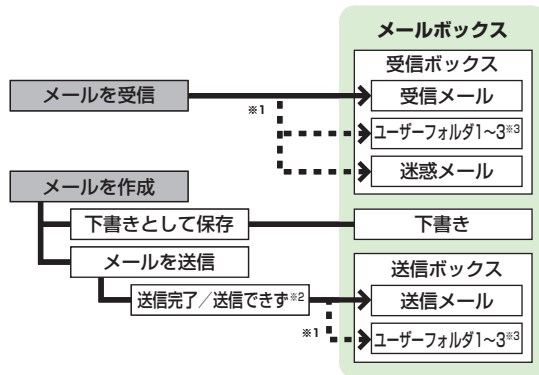 メールボックス
受信ボックス
メールを受信
受信メール
※1
ユーザーフォルダ1~3※3
迷惑メール
メールを作成
下書きとして保存
下書き
メールを送信
送信ボックス
送信完了/送信できず※2
送信メール
※1
ユーザーフォルダ1~3※3